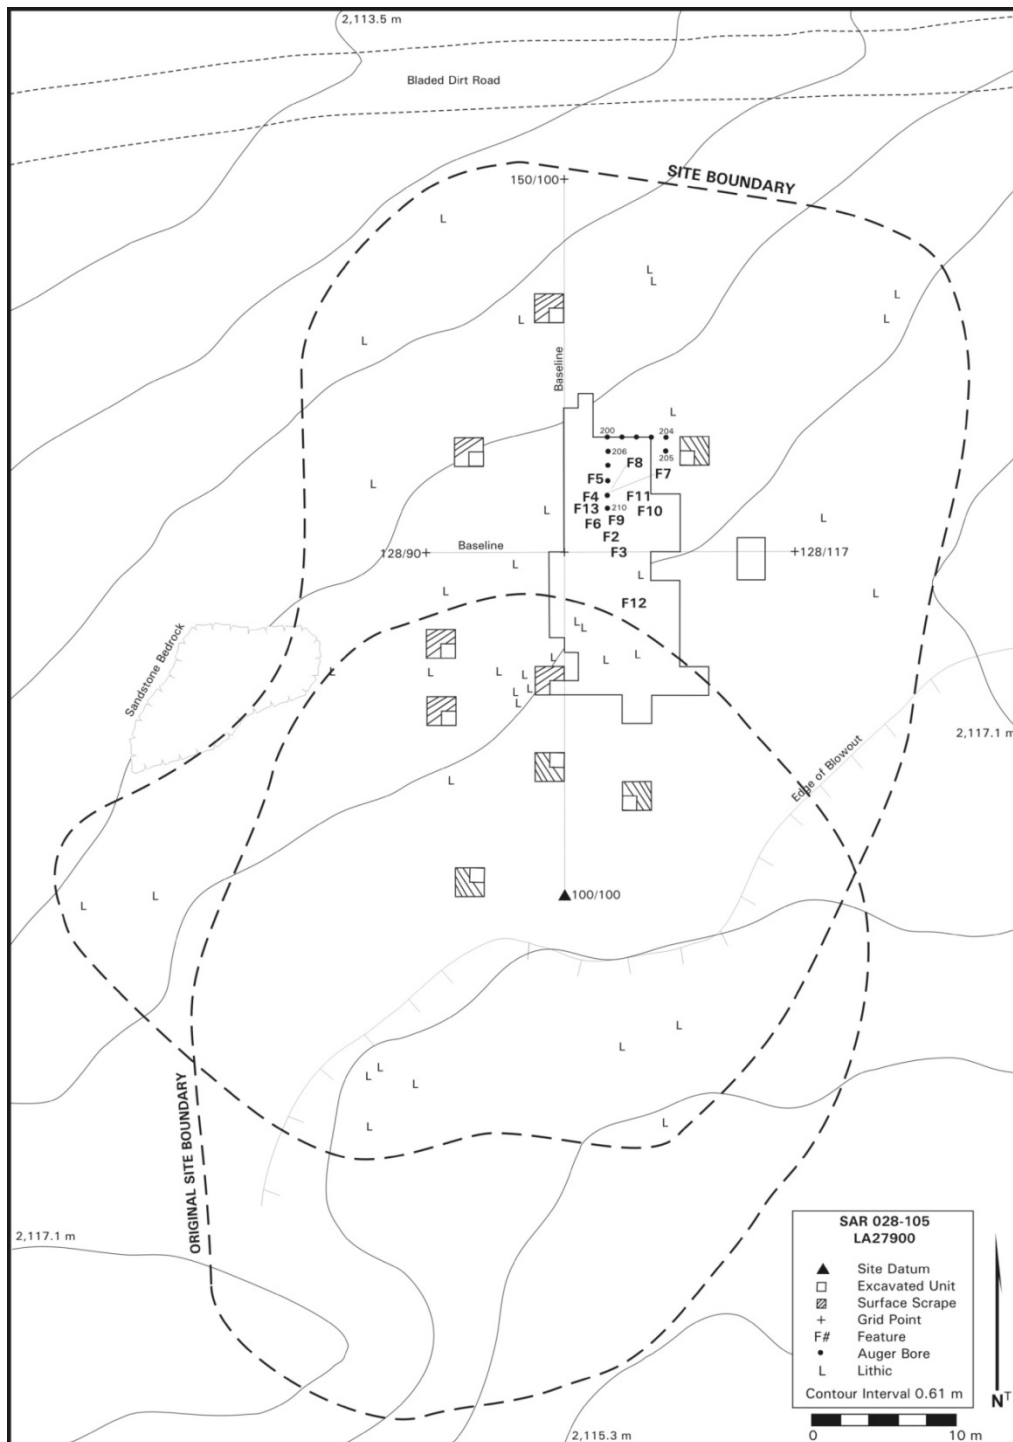 2,113.5 m
Bladed Dirt Road
SITE BOUNDARY
150/100
L
L
L
L
L
L
L
Baseline
L
200
204
206
205
F8
F7
F5
L
F4
F11
F13
210
F10
L
F6
F9
L
F2
128/90
Baseline
F3
128/117
L
L
L
L
F12
L
L
L
Sandstone Bedrock
L
L
L
L
L
L
L
L
L
L
2,117.1 m
Edge of Blowout
L
100/100
L
L
L
L
L
L
L
L
L
ORIGINAL SITE BOUNDARY
2,117.1 m
SAR 028-105
LA27900
Site Datum
Excavated Unit
Surface Scrape
Grid Point
F# Feature
Auger Bore
L Lithic
Contour Interval 0.61 m
NT
0 10 m
2,115.3 m